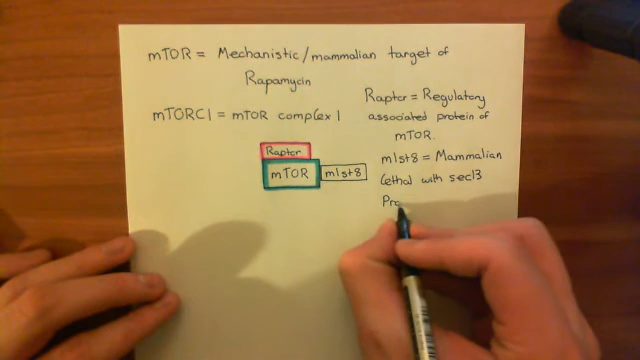 mTOR = Mechanistic/mammalian target of
Rapamycin
mTORC1 = mTOR complex 1
Raptor = Regulatory
associated protein of
mTOR.
Raptor
mTOR
mlst8
mlst8 = Mammalian
lethal with sec13
Pro